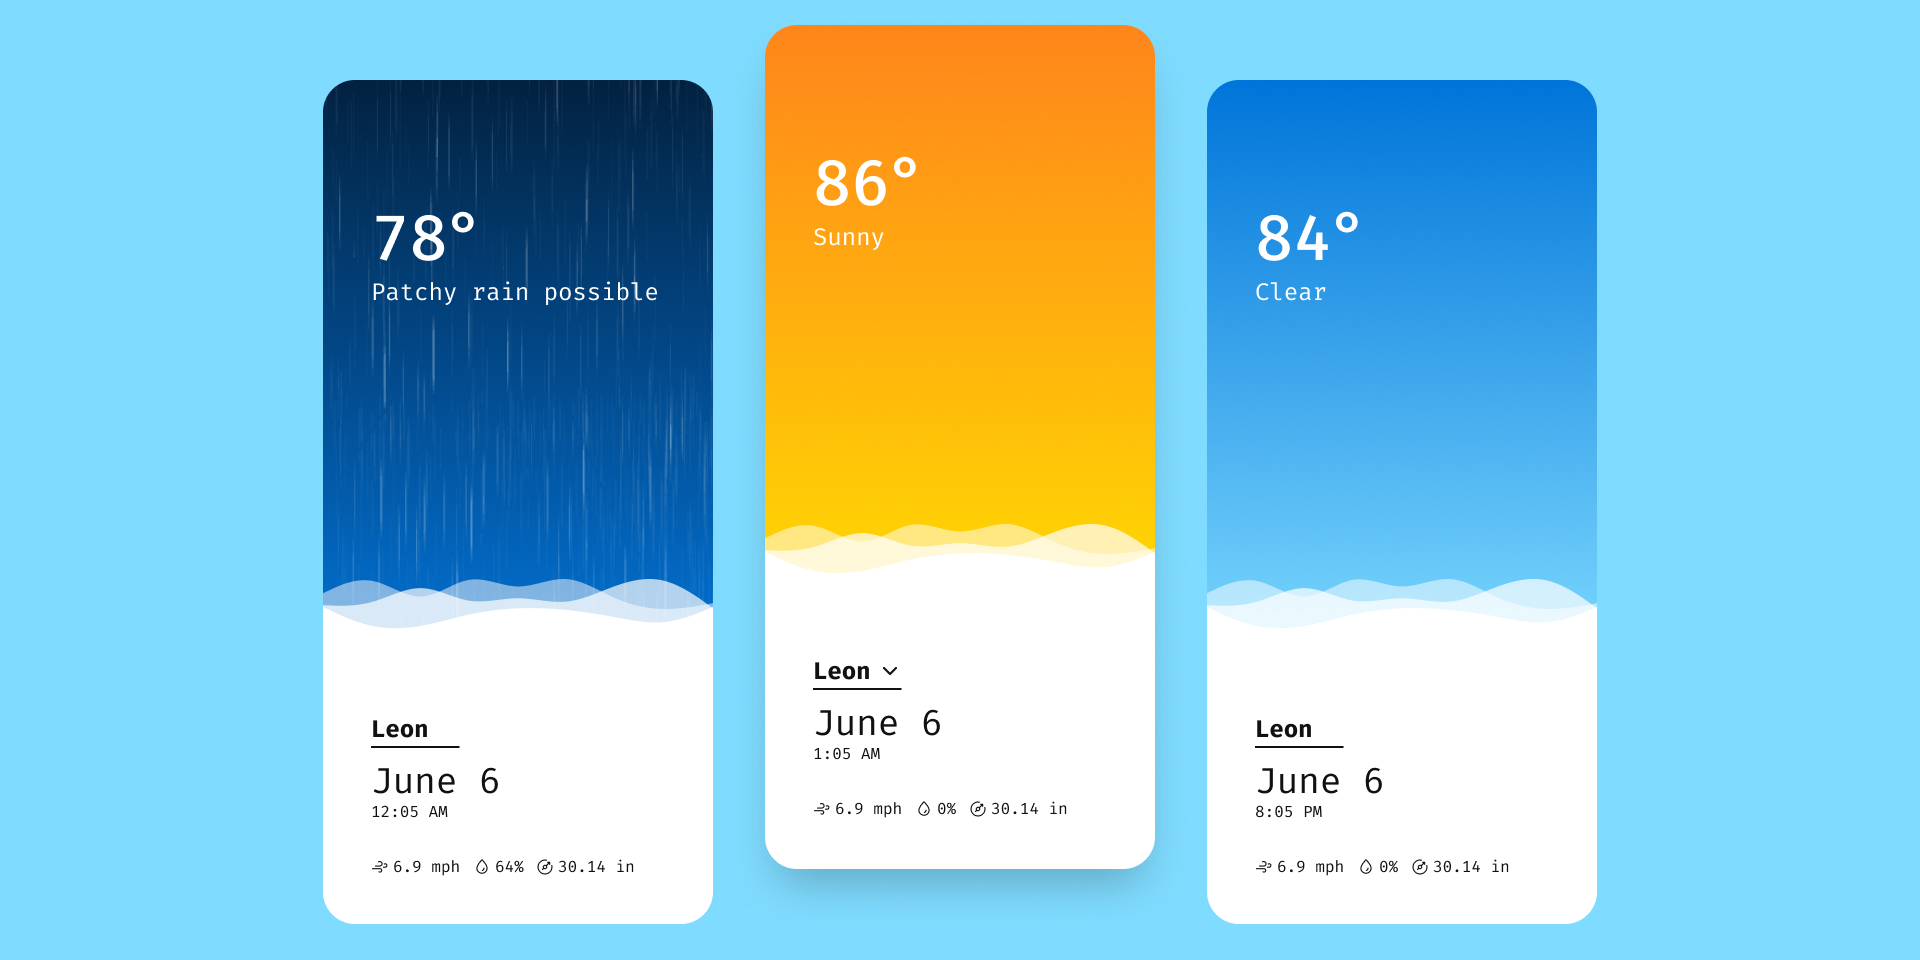 78°
Patchy rain possible
Leon
June 6
12:05 AM
6.9 mph 64% 30.14 in
86°
Sunny
Leon
June 6
1:05 AM
6.9 mph 0% 30.14 in
84°
Clear
Leon
June 6
8:05 PM
6.9 mph 0% 30.14 in